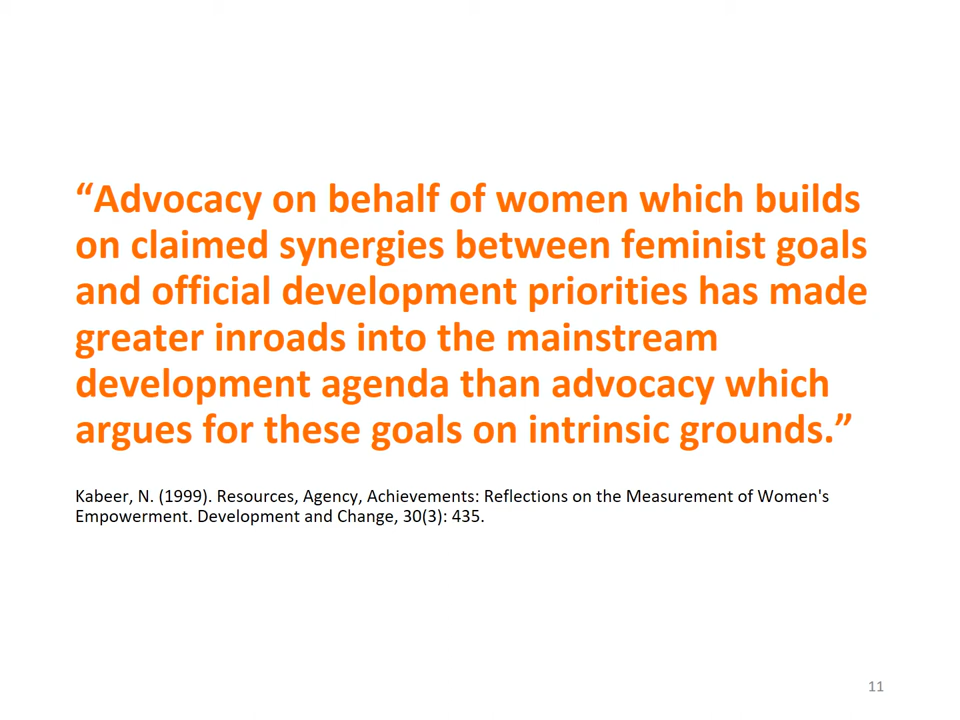 “Advocacy on behalf of women which builds
on claimed synergies between feminist goals
and official development priorities has made
greater inroads into the mainstream
development agenda than advocacy which
argues for these goals on intrinsic grounds.”
Kabeer, N. (1999). Resources, Agency, Achievements: Reflections on the Measurement of Women's
Empowerment. Development and Change, 30(3): 435.
11